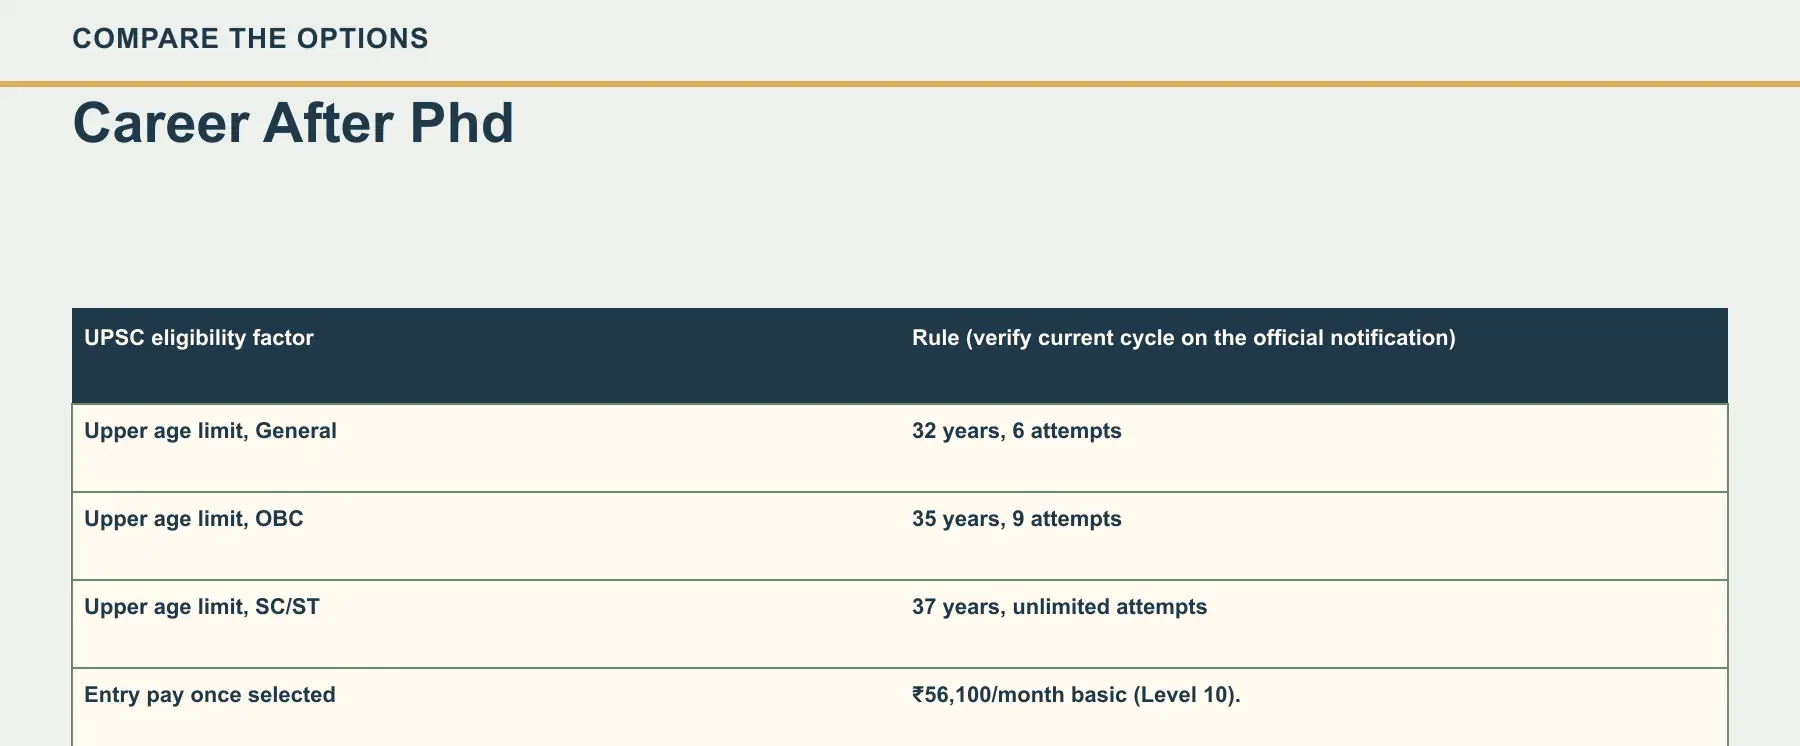 COMPARE THE OPTIONS
Career After Phd
UPSC eligibility factor
Rule (verify current cycle on the official notification)
Upper age limit, General
32 years, 6 attempts
Upper age limit, OBC
35 years, 9 attempts
Upper age limit, SC/ST
37 years, unlimited attempts
Entry pay once selected
₹56,100/month basic (Level 10).